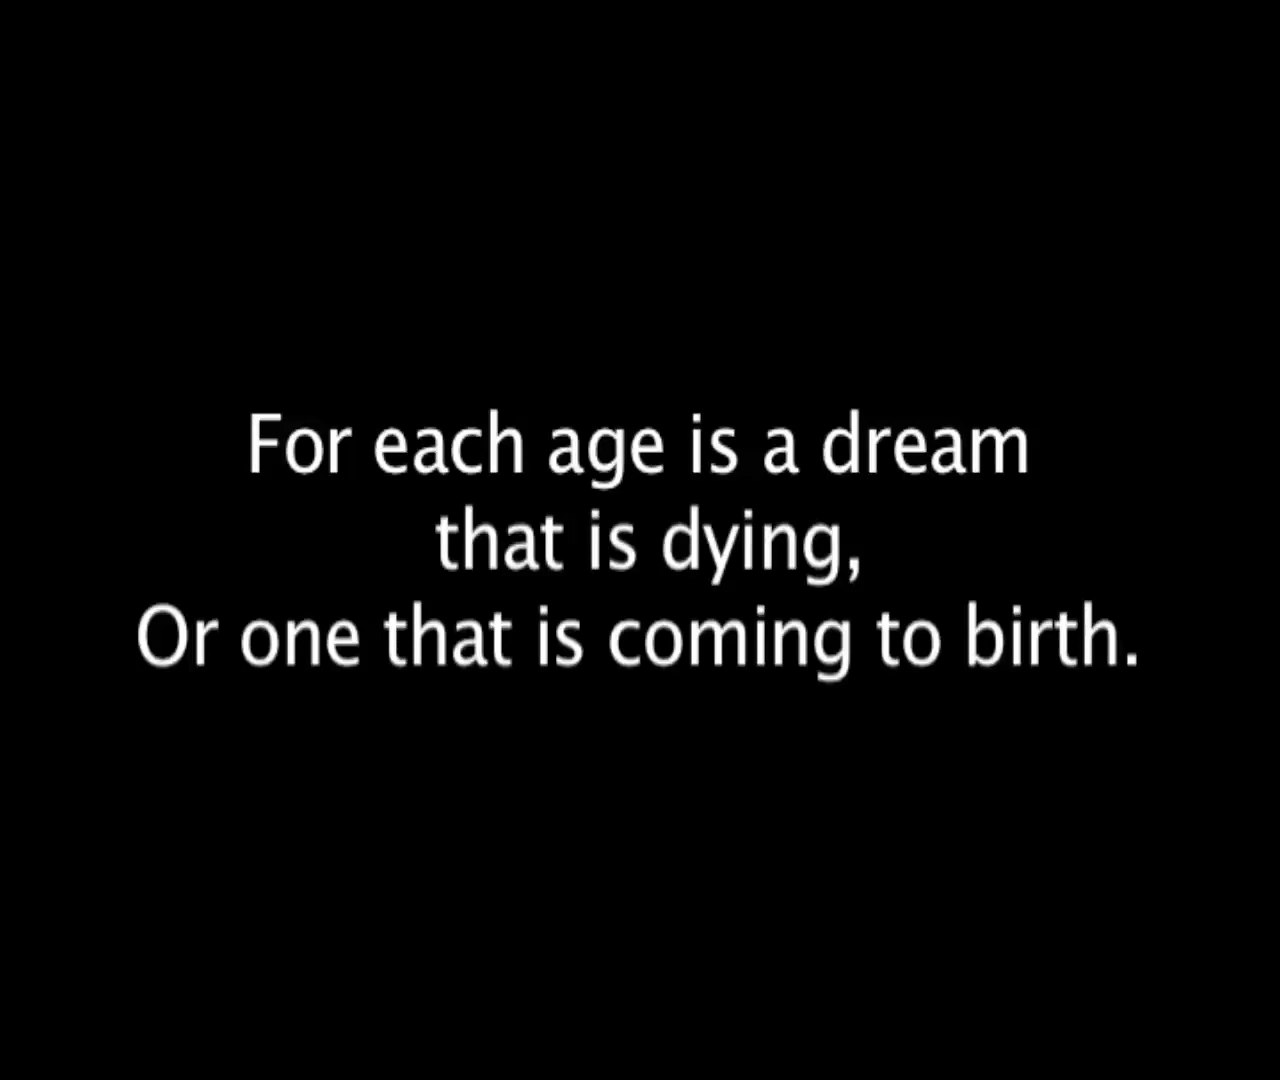 For each age is a dream
that is dying,
Or one that is coming to birth.